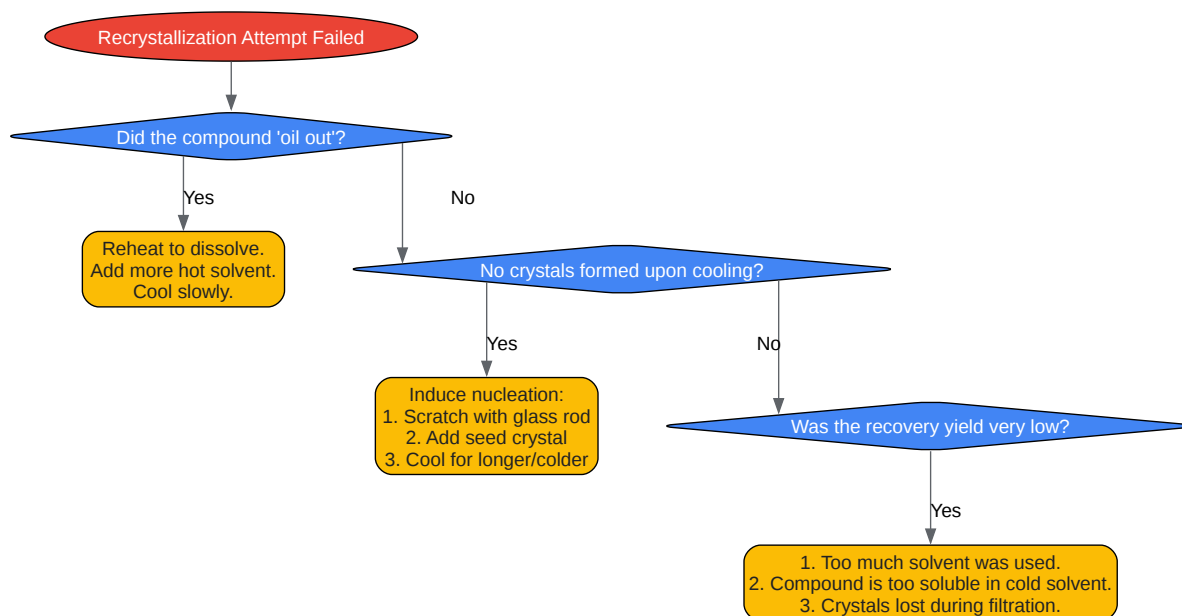 Recrystallization Attempt Failed
Did the compound 'oil out'?
Yes
No
Reheat to dissolve.
Add more hot solvent.
Cool slowly.
No crystals formed upon cooling?
Yes
No
Induce nucleation:
1. Scratch with glass rod
2. Add seed crystal
3. Cool for longer/colder
Was the recovery yield very low?
Yes
1. Too much solvent was used.
2. Compound is too soluble in cold solvent.
3. Crystals lost during filtration.